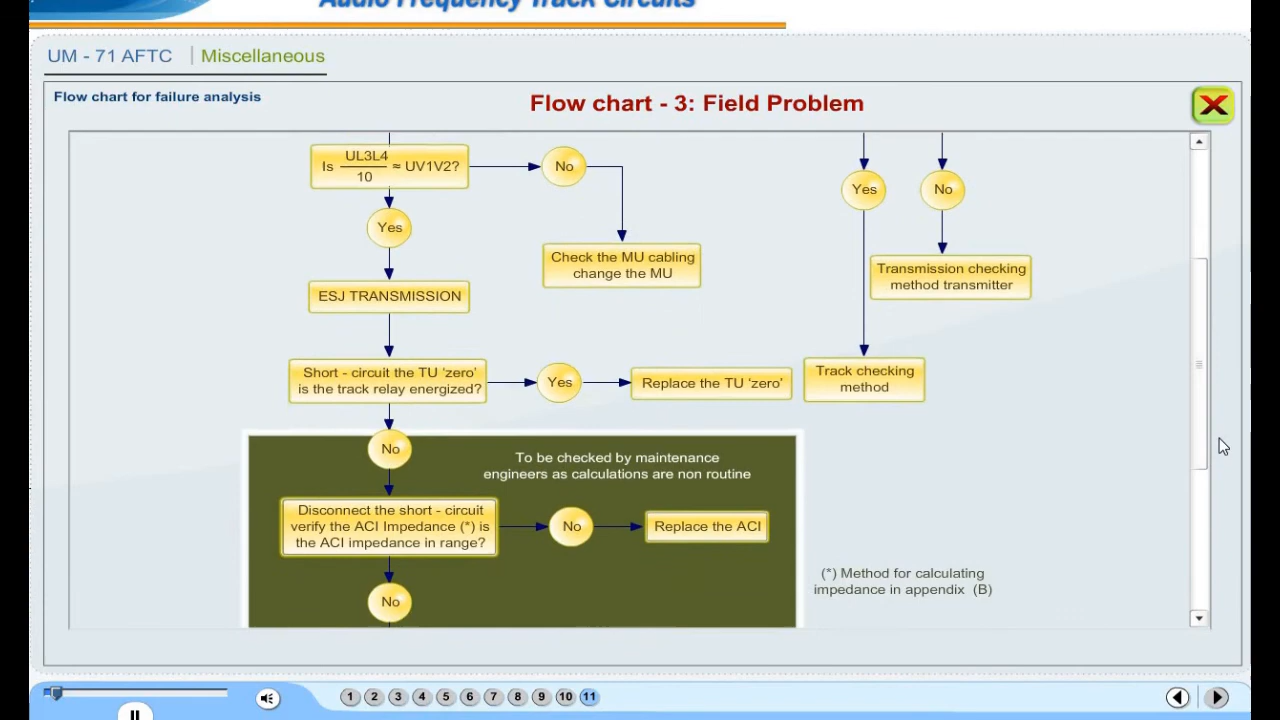 Audio Frequency Track Circuits
UM - 71 AFTC | Miscellaneous
Flow chart for failure analysis
Flow chart - 3: Field Problem
Is UL3L4 / 10 ≈ UV1V2?
No
Yes
Check the MU cabling
change the MU
ESJ TRANSMISSION
Short - circuit the TU 'zero'
is the track relay energized?
Yes
Replace the TU 'zero'
No
To be checked by maintenance
engineers as calculations are non routine
Disconnect the short - circuit
verify the ACI Impedance (*) is
the ACI impedance in range?
No
Replace the ACI
No
Yes
No
Transmission checking
method transmitter
Track checking
method
(*) Method for calculating
impedance in appendix (B)
1 2 3 4 5 6 7 8 9 10 11